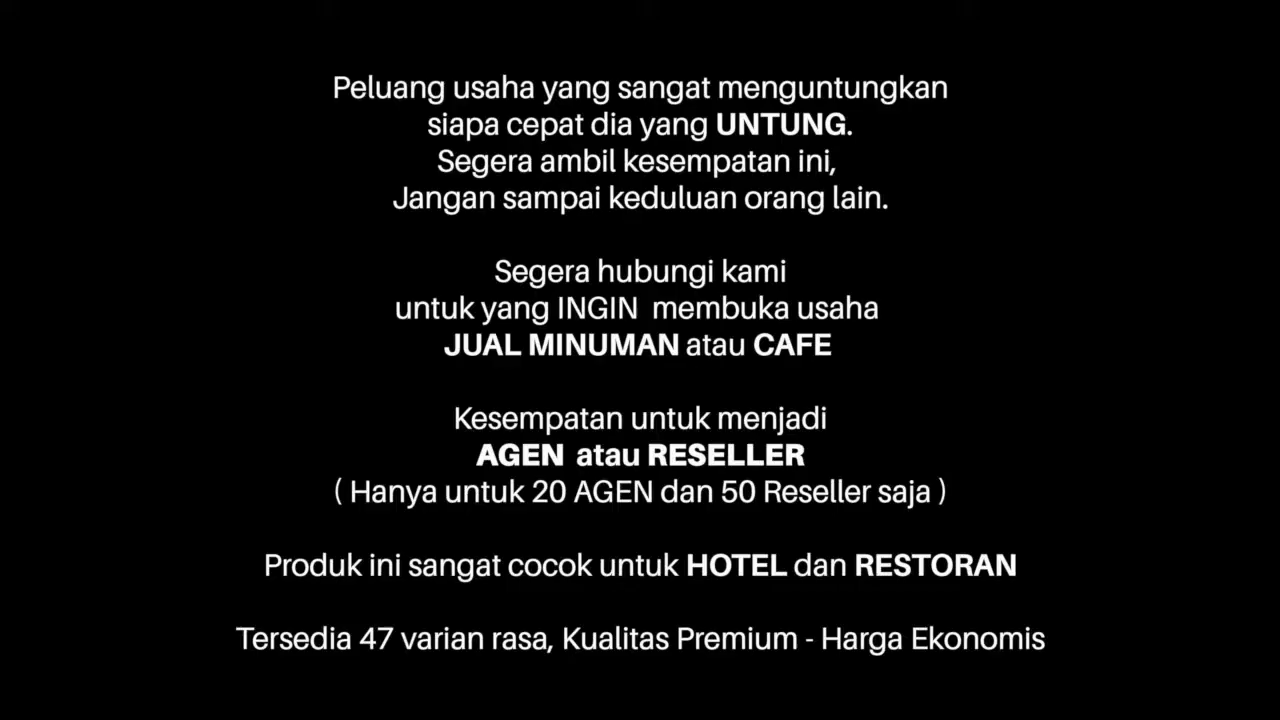 Peluang usaha yang sangat menguntungkan
siapa cepat dia yang UNTUNG.
Segera ambil kesempatan ini,
Jangan sampai keduluan orang lain.
Segera hubungi kami
untuk yang INGIN membuka usaha
JUAL MINUMAN atau CAFE
Kesempatan untuk menjadi
AGEN atau RESELLER
( Hanya untuk 20 AGEN dan 50 Reseller saja )
Produk ini sangat cocok untuk HOTEL dan RESTORAN
Tersedia 47 varian rasa, Kualitas Premium - Harga Ekonomis